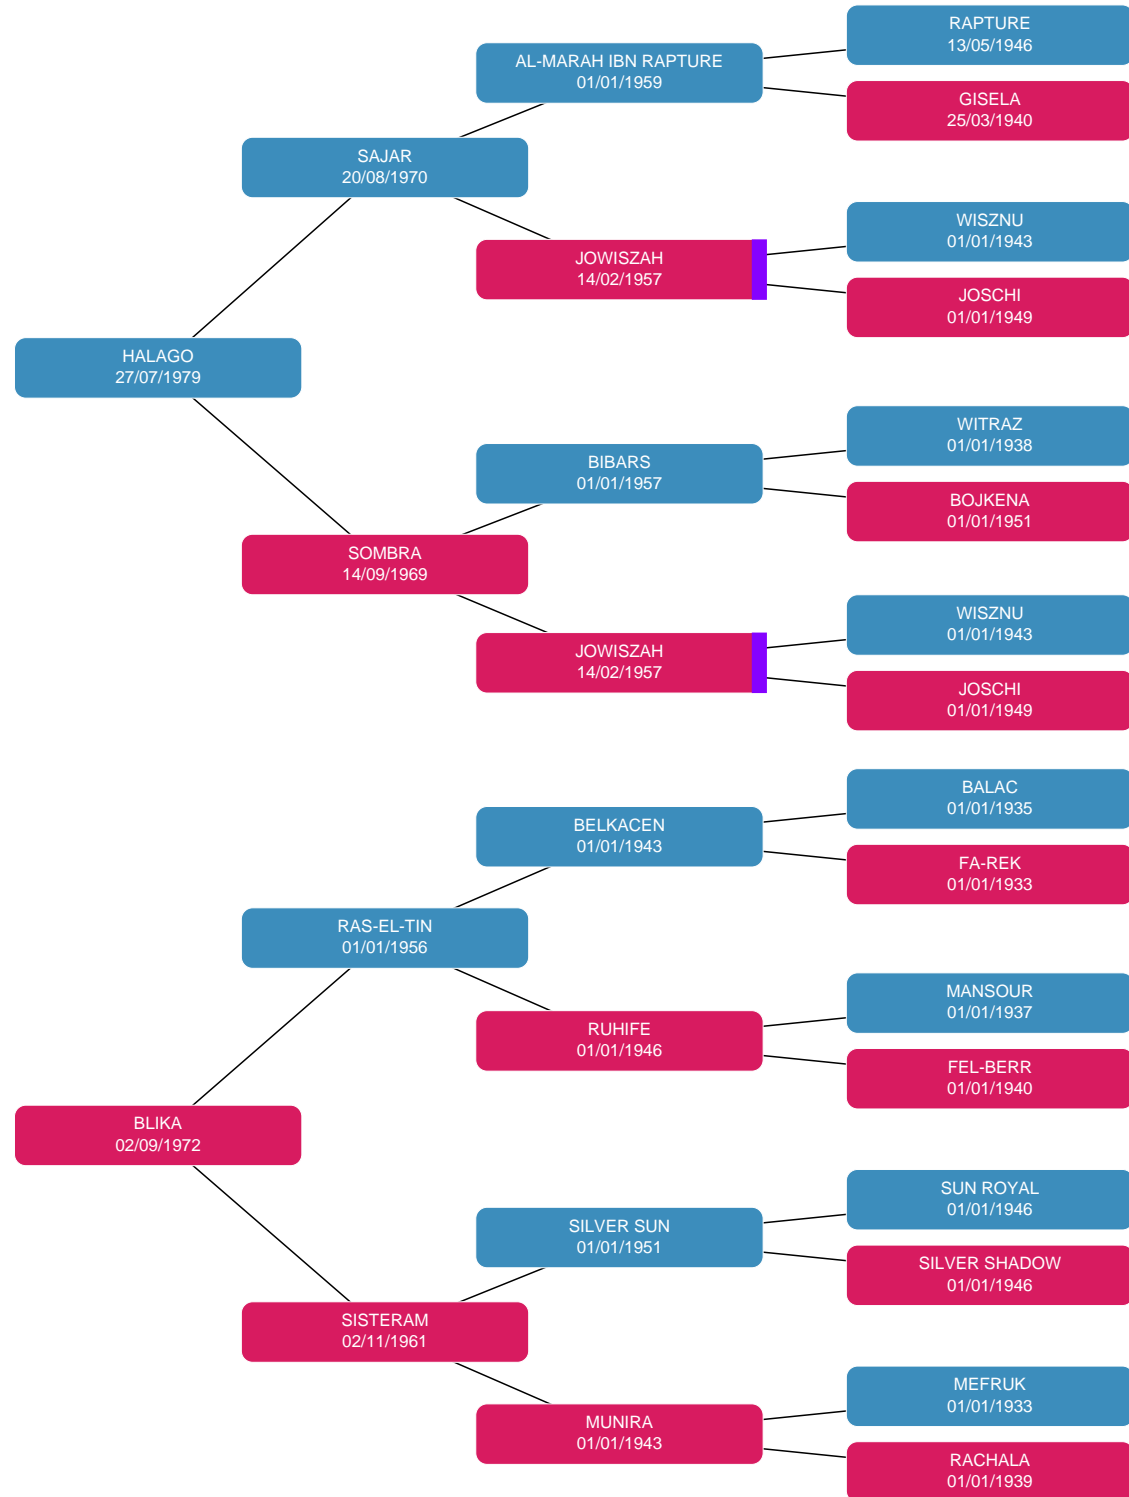 RAPTURE
13/05/1946
AL-MARAH IBN RAPTURE
01/01/1959
GISELA
25/03/1940
SAJAR
20/08/1970
WISZNU
01/01/1943
JOWISZAH
14/02/1957
JOSCHI
01/01/1949
HALAGO
27/07/1979
WITRAZ
01/01/1938
BIBARS
01/01/1957
BOJKENA
01/01/1951
SOMBRA
14/09/1969
WISZNU
01/01/1943
JOWISZAH
14/02/1957
JOSCHI
01/01/1949
BALAC
01/01/1935
BELKACEN
01/01/1943
FA-REK
01/01/1933
RAS-EL-TIN
01/01/1956
MANSOUR
01/01/1937
RUHIFE
01/01/1946
FEL-BERR
01/01/1940
BLIKA
02/09/1972
SUN ROYAL
01/01/1946
SILVER SUN
01/01/1951
SILVER SHADOW
01/01/1946
SISTERAM
02/11/1961
MEFRUK
01/01/1933
MUNIRA
01/01/1943
RACHALA
01/01/1939